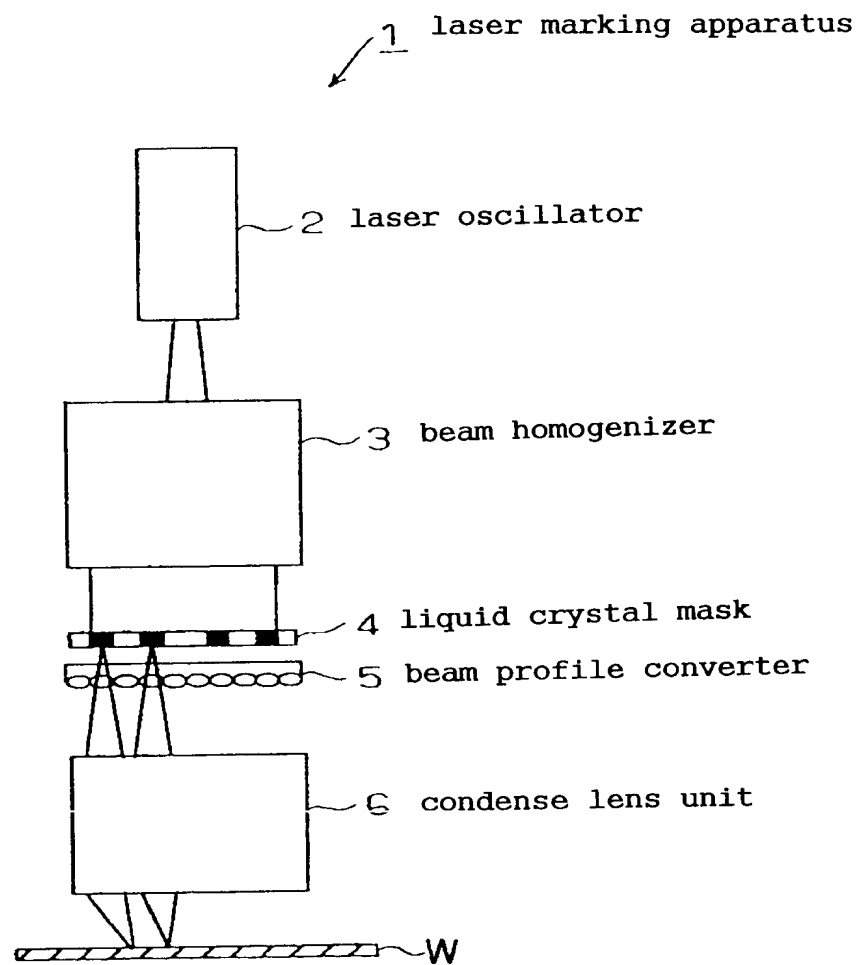 1 laser marking apparatus
2 laser oscillator
3 beam homogenizer
4 liquid crystal mask
5 beam profile converter
6 condense lens unit
W